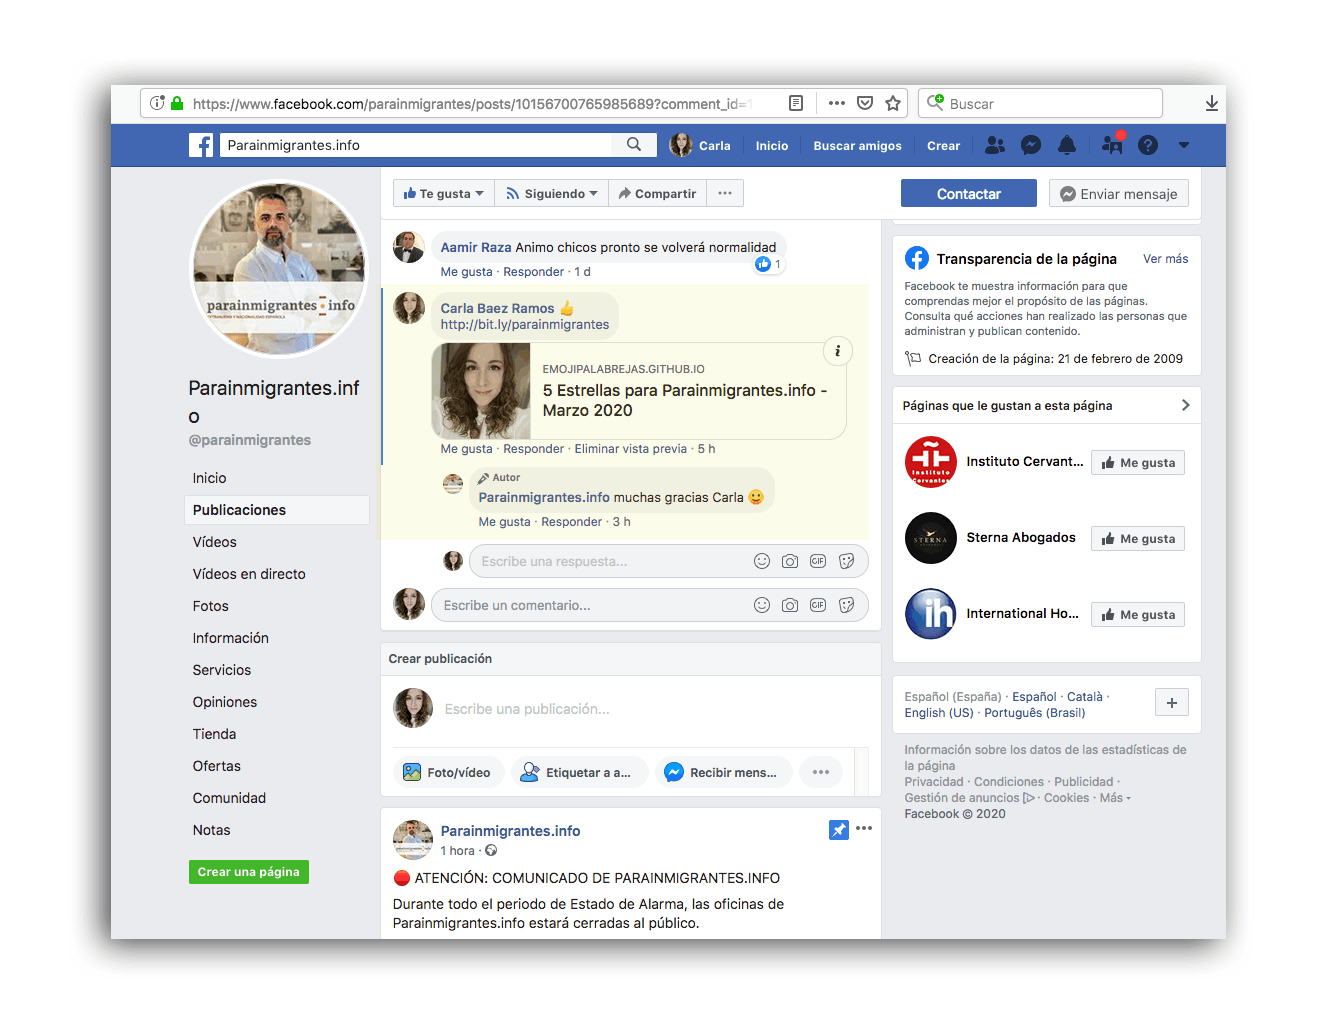 https://www.facebook.com/parainmigrantes/posts/10156700765985689?comment_id=1
Buscar
Parainmigrantes.info
Carla
Inicio
Buscar amigos
Crear
parainmigrantes info
EXTRANJERÍA Y NACIONALIDAD ESPAÑOLA
Parainmigrantes.inf
o
@parainmigrantes
Inicio
Publicaciones
Vídeos
Vídeos en directo
Fotos
Información
Servicios
Opiniones
Tienda
Ofertas
Comunidad
Notas
Crear una página
Te gusta
Siguiendo
Compartir
Contactar
Enviar mensaje
Aamir Raza Animo chicos pronto se volverá normalidad
1
Me gusta · Responder · 1 d
Carla Baez Ramos 👍
http://bit.ly/parainmigrantes
EMOJIPALABREJAS.GITHUB.IO
5 Estrellas para Parainmigrantes.info -
Marzo 2020
Me gusta · Responder · Eliminar vista previa · 5 h
Autor
Parainmigrantes.info muchas gracias Carla 🙂
Me gusta · Responder · 3 h
Escribe una respuesta...
GIF
Escribe un comentario...
GIF
Crear publicación
Escribe una publicación...
Foto/vídeo
Etiquetar a a...
Recibir mens...
Parainmigrantes.info
1 hora ·
🔴 ATENCIÓN: COMUNICADO DE PARAINMIGRANTES.INFO
Durante todo el periodo de Estado de Alarma, las oficinas de
Parainmigrantes.info estará cerradas al público.
Transparencia de la página
Ver más
Facebook te muestra información para que
comprendas mejor el propósito de las páginas.
Consulta qué acciones han realizado las personas que
administran y publican contenido.
Creación de la página: 21 de febrero de 2009
Páginas que le gustan a esta página
Instituto
Cervantes
Instituto Cervant...
Me gusta
STERNA
Sterna Abogados
Me gusta
ih
International Ho...
Me gusta
Español (España) · Español · Català ·
English (US) · Português (Brasil)
Información sobre los datos de las estadísticas de
la página
Privacidad · Condiciones · Publicidad ·
Gestión de anuncios · Cookies · Más
Facebook © 2020